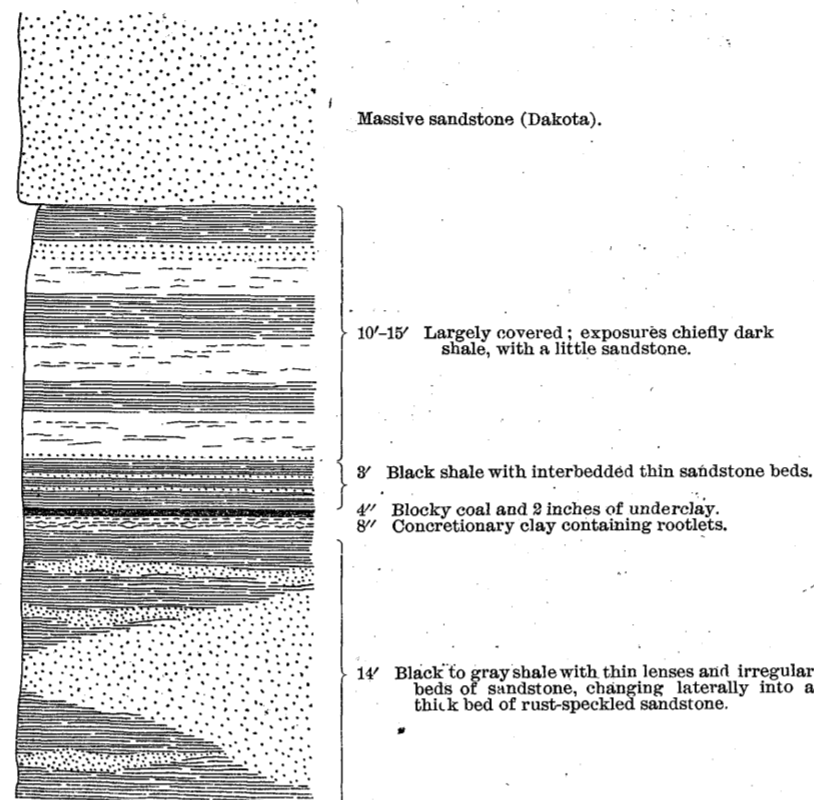 Massive sandstone (Dakota).
10′-15′ Largely covered; exposures chiefly dark
shale, with a little sandstone.
3′ Black shale with interbedded thin sandstone beds.
4″ Blocky coal and 2 inches of underclay.
8″ Concretionary clay containing rootlets.
14′ Black to gray shale with thin lenses and irregular
beds of sandstone, changing laterally into a
thick bed of rust-speckled sandstone.